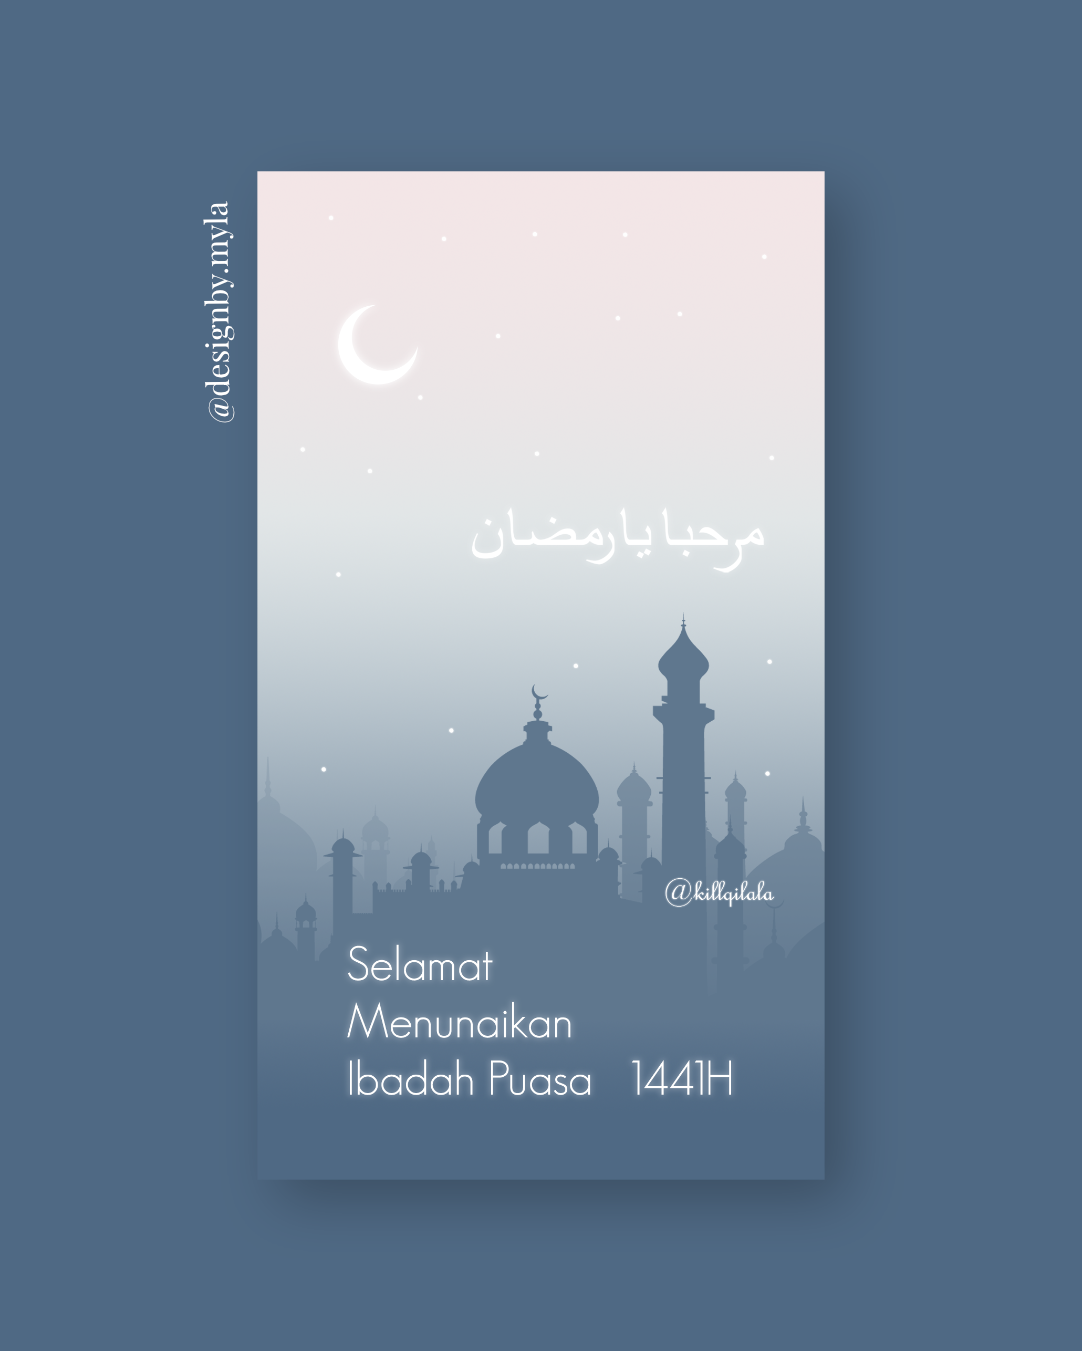 @designby.myla
مرحبا يا رمضان
@killqilala
Selamat
Menunaikan
Ibadah Puasa 1441H